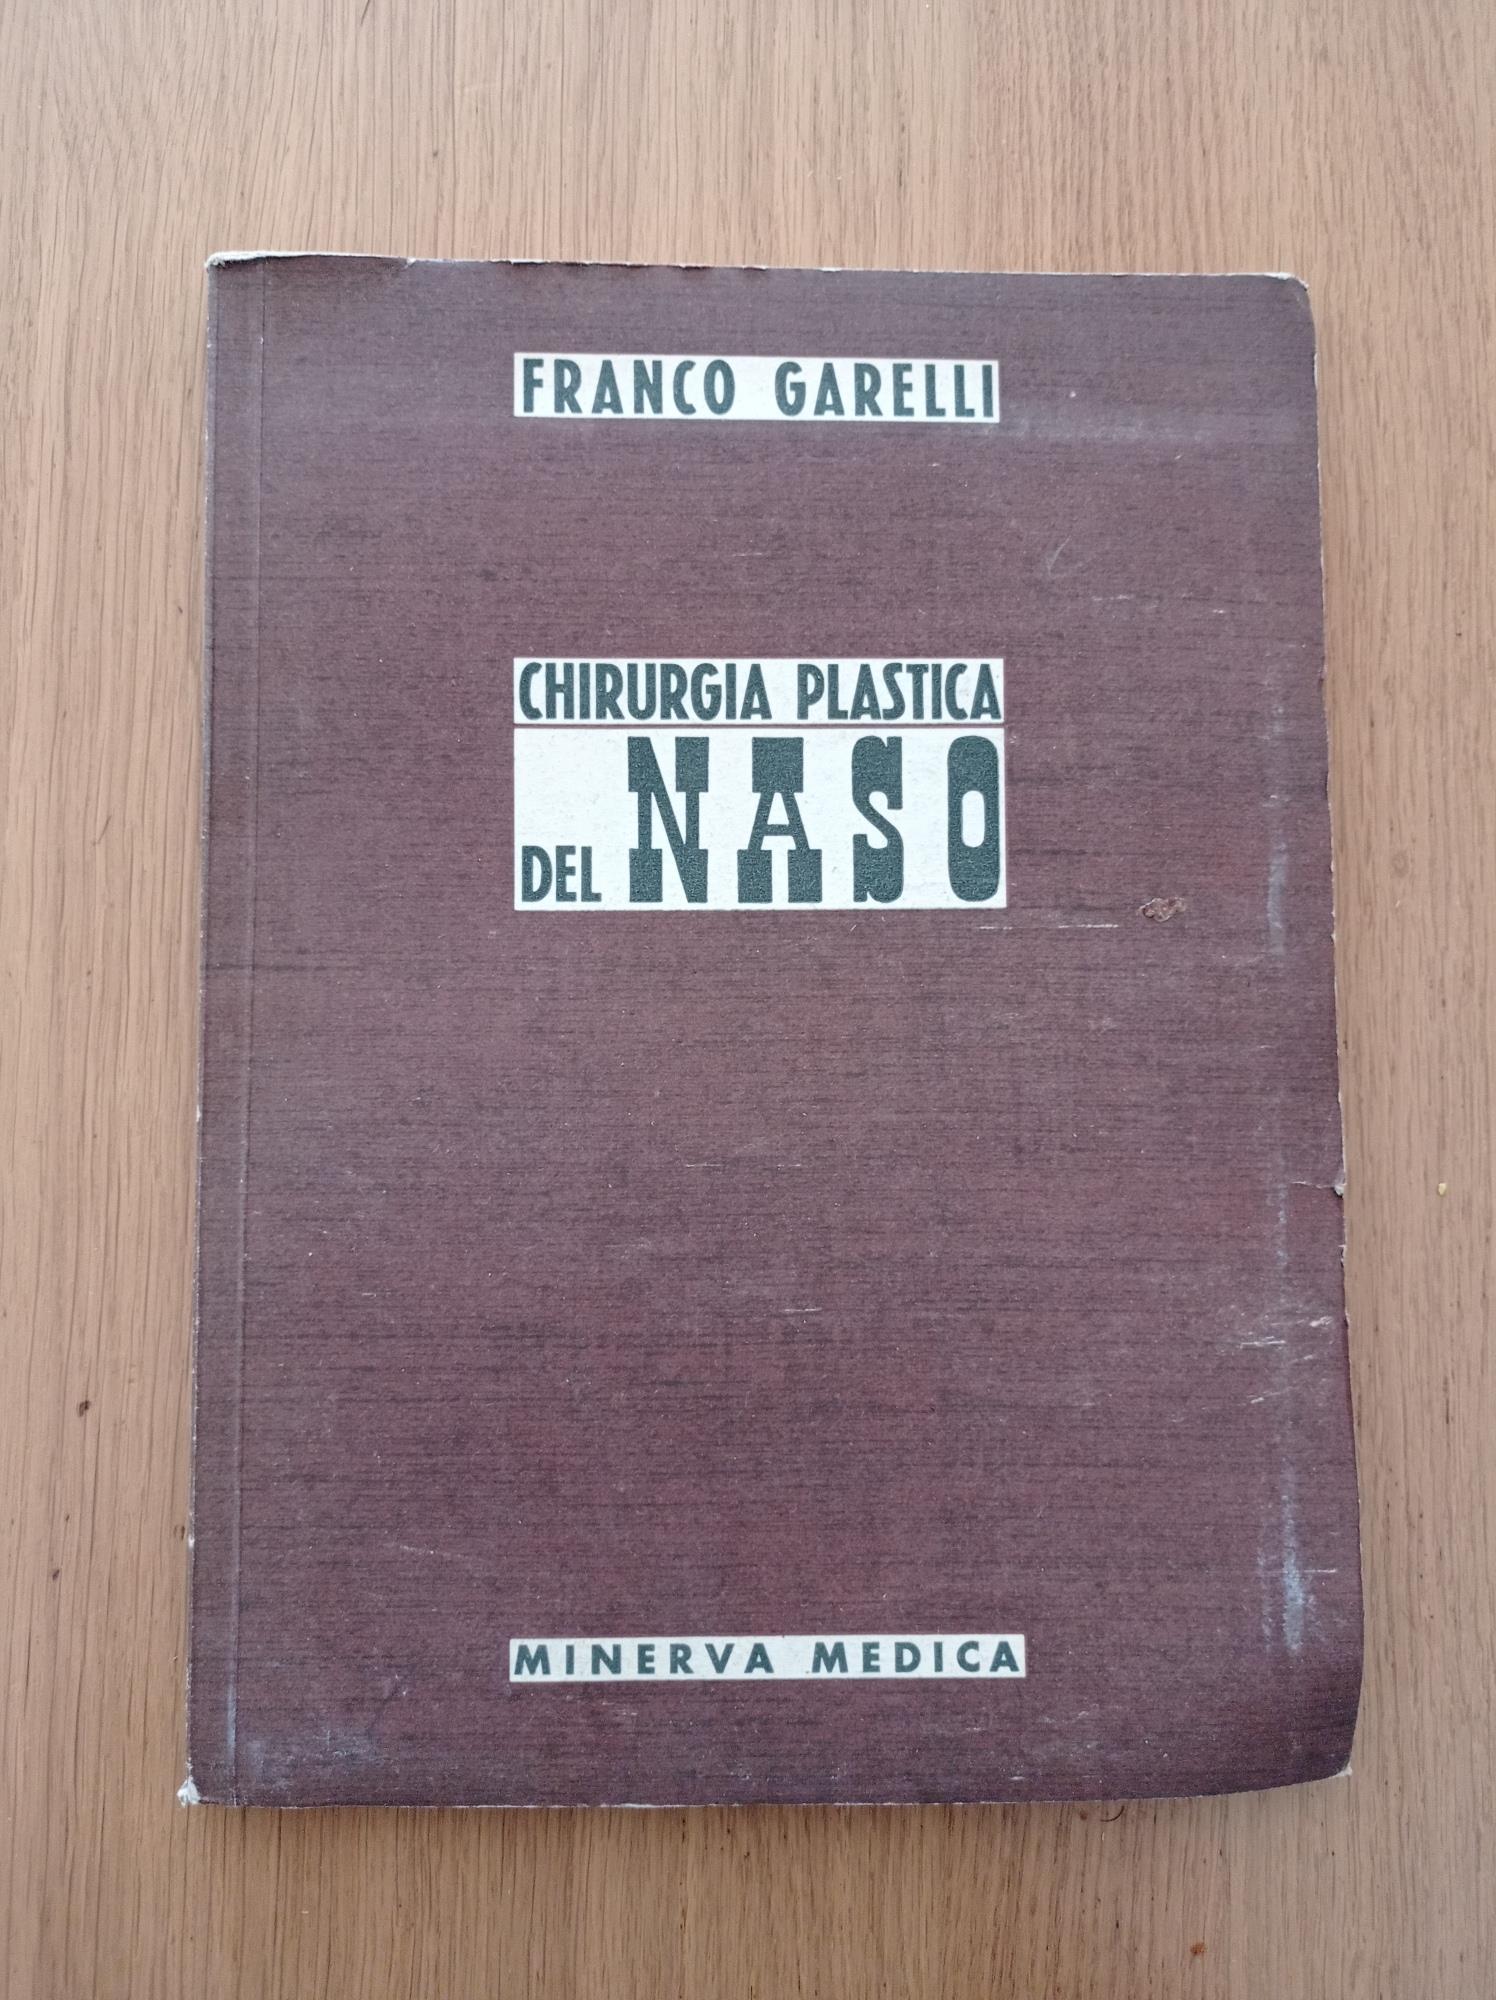 FRANCO GARELLI
CHIRURGIA PLASTICA
DEL NASO
MINERVA MEDICA